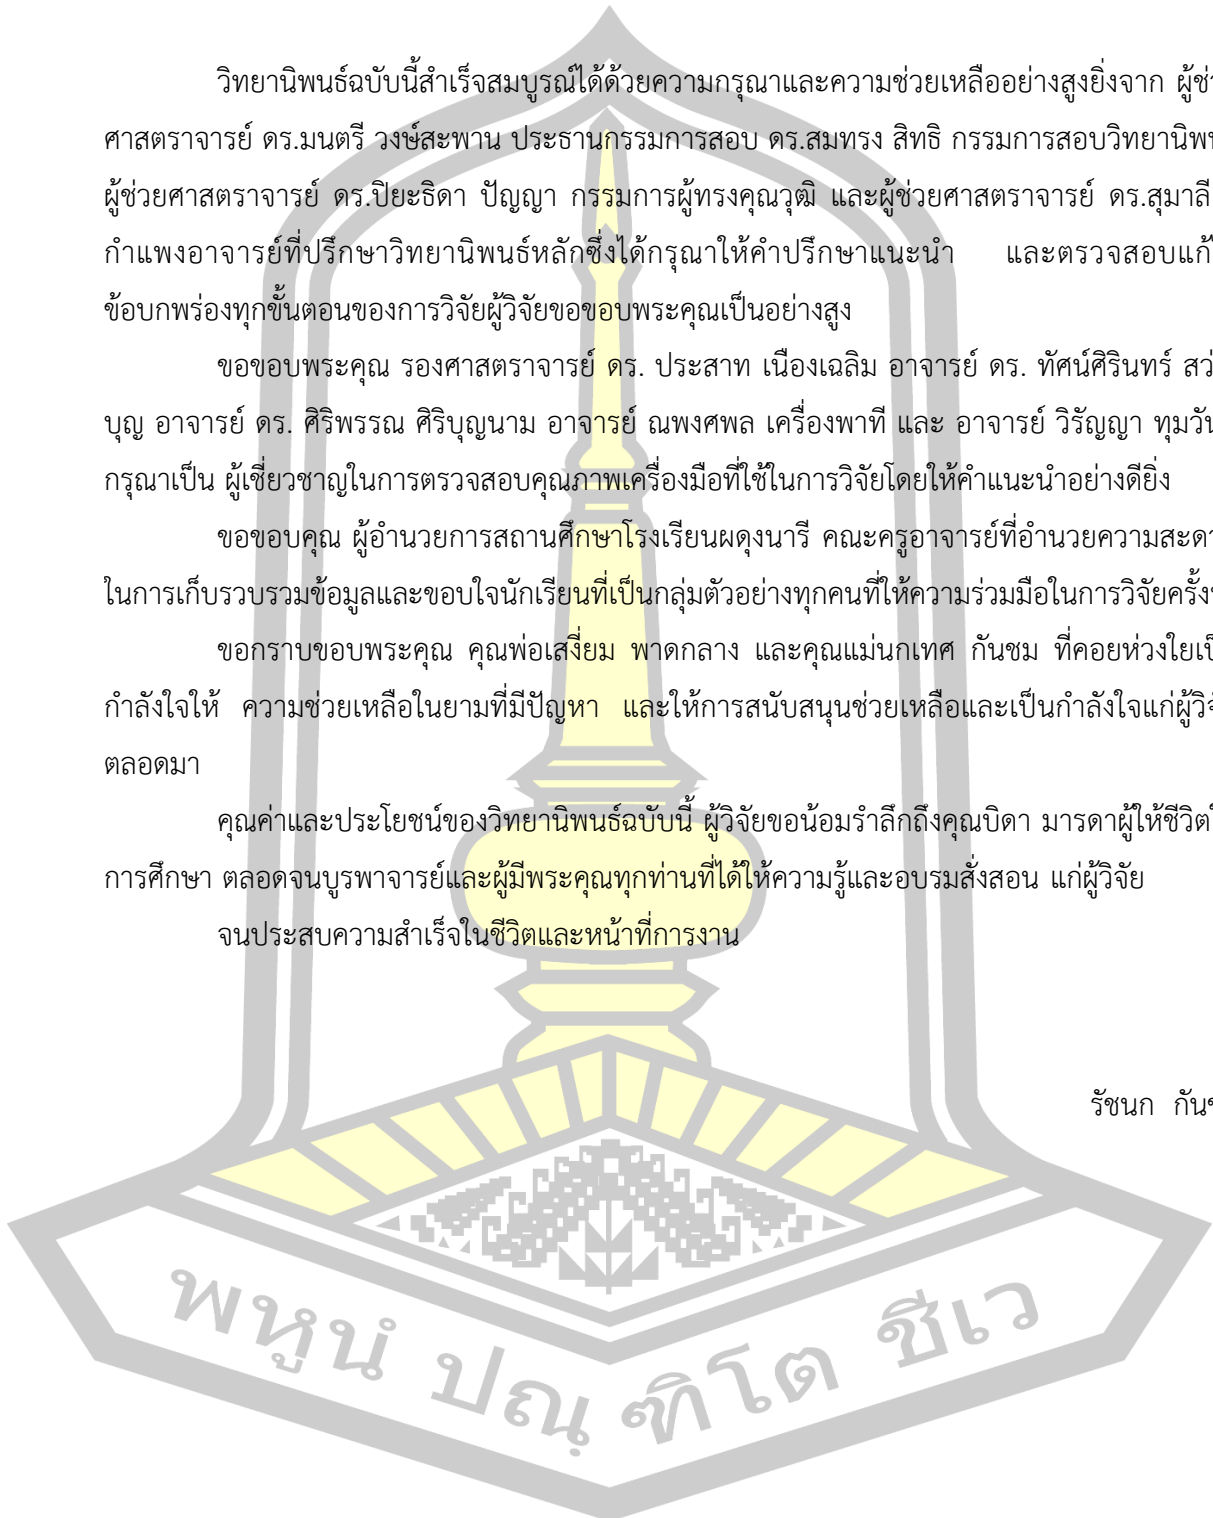 วิทยานิพนธ์ฉบับนี้สำเร็จสมบูรณ์ได้ด้วยความกรุณาและความช่วยเหลืออย่างสูงยิ่งจาก
ศาสตราจารย์ ดร.มนตรี วงษ์สะพาน ประธานกรรมการสอบ ดร.สมทรง สิทธิ กรรมการสอบ
ผู้ช่วยศาสตราจารย์ ดร.ปิยะธิดา ปัญญา กรรมการผู้ทรงคุณวุฒิ และผู้ช่วยศาสตราจารย์ ดร.สุมาลี
กำแพงอาจารย์ที่ปรึกษาวิทยานิพนธ์หลักซึ่งได้กรุณาให้คำปรึกษาแนะนำ และตรวจสอบ
ข้อบกพร่องทุกขั้นตอนของการวิจัยผู้วิจัยขอขอบพระคุณเป็นอย่างสูง
ขอขอบพระคุณ รองศาสตราจารย์ ดร. ประสาท เนืองเฉลิม อาจารย์ ดร. ทัศน์ศิรินทร์
บุญ อาจารย์ ดร. ศิริพรรณ ศิริบุญนาม อาจารย์ ณพงศพล เครื่องพาที และ อาจารย์ วิรัญญา
กรุณาเป็น ผู้เชี่ยวชาญในการตรวจสอบคุณภาพเครื่องมือที่ใช้ในการวิจัยโดยให้คำแนะนำอย่างดียิ่ง
ขอขอบคุณ ผู้อำนวยการสถานศึกษาโรงเรียนผดุงนารี คณะครูอาจารย์ที่อำนวย
ในการเก็บรวบรวมข้อมูลและขอบใจนักเรียนที่เป็นกลุ่มตัวอย่างทุกคนที่ให้ความร่วมมือในการวิจัย
ขอกราบขอบพระคุณ คุณพ่อเสงี่ยม พาดกลาง และคุณแม่นกเทศ กันชม ที่คอยห่วงใย
กำลังใจให้ ความช่วยเหลือในยามที่มีปัญหา และให้การสนับสนุนช่วยเหลือและเป็นกำลังใจแก่
ตลอดมา
คุณค่าและประโยชน์ของวิทยานิพนธ์ฉบับนี้ ผู้วิจัยขอน้อมรำลึกถึงคุณบิดา มารดาผู้ให้ชีวิต
การศึกษา ตลอดจนบูรพาจารย์และผู้มีพระคุณทุกท่านที่ได้ให้ความรู้และอบรมสั่งสอน แก่ผู้วิจัย
จนประสบความสำเร็จในชีวิตและหน้าที่การงาน
รัชนก
พหูนํ ปณฺฑิโต ชีเว